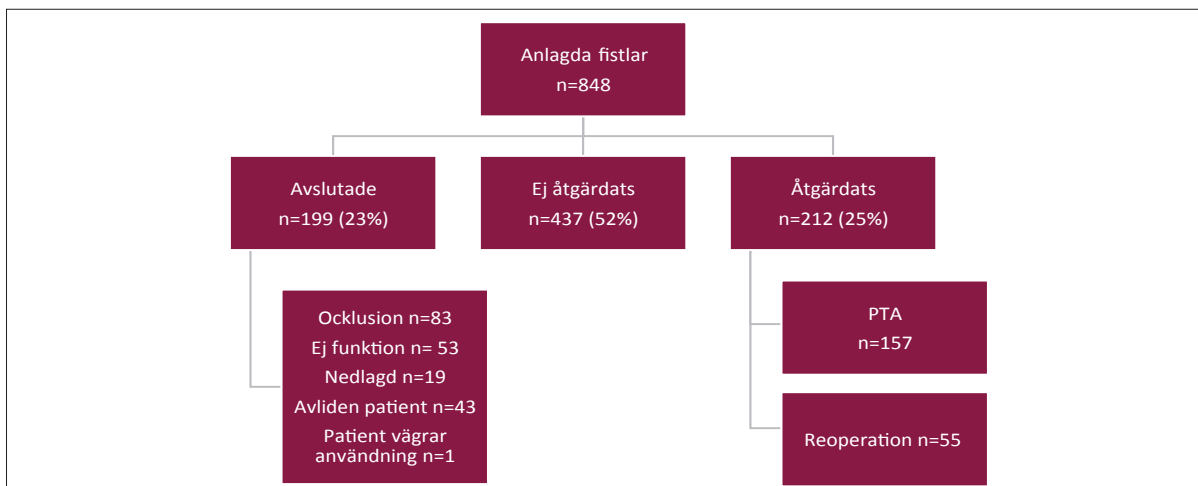 Anlagda fistlar
n=848
Avslutade
n=199 (23%)
Ej åtgärdats
n=437 (52%)
Åtgärdats
n=212 (25%)
Ocklusion n=83
Ej funktion n= 53
Nedlagd n=19
Avliden patient n=43
Patient vägrar
användning n=1
PTA
n=157
Reoperation n=55